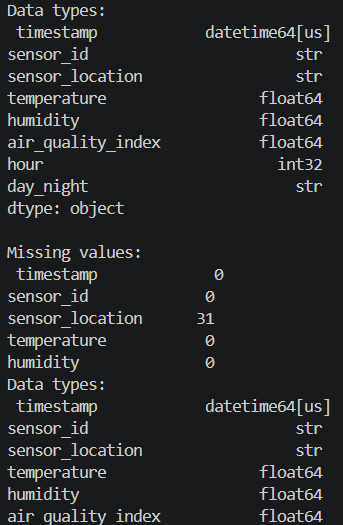 Data types:
timestamp datetime64[us]
sensor_id str
sensor_location str
temperature float64
humidity float64
air_quality_index float64
hour int32
day_night str
dtype: object
Missing values:
timestamp 0
sensor_id 0
sensor_location 31
temperature 0
humidity 0
Data types:
timestamp datetime64[us]
sensor_id str
sensor_location str
temperature float64
humidity float64
air_quality_index float64